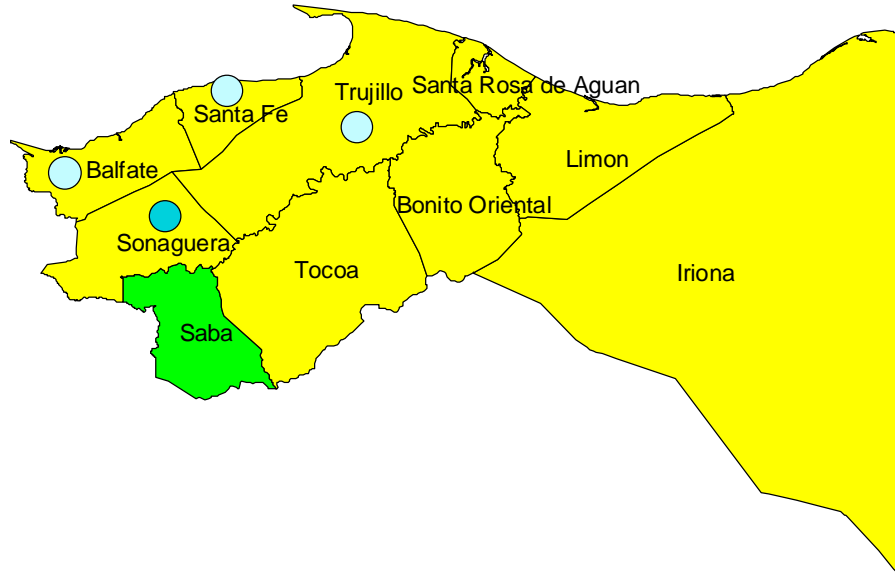 Santa Rosa de Aguan
Trujillo
Santa Fe
Limon
Balfate
Bonito Oriental
Sonaguera
Tocoa
Iriona
Saba